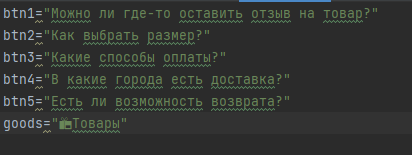 btn1="Можно ли где-то оставить отзыв на товар?"
btn2="Как выбрать размер?"
btn3="Какие способы оплаты?"
btn4="В какие города есть доставка?"
btn5="Есть ли возможность возврата?"
goods="🛍Товары"